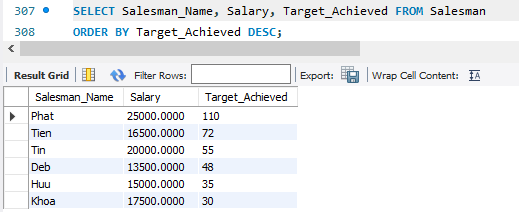 307 SELECT Salesman_Name, Salary, Target_Achieved FROM Salesman
308 ORDER BY Target_Achieved DESC;
Result Grid Filter Rows: Export: Wrap Cell Content: IA
Salesman_Name Salary Target_Achieved
Phat 25000.0000 110
Tien 16500.0000 72
Tin 20000.0000 55
Deb 13500.0000 48
Huu 15000.0000 35
Khoa 17500.0000 30